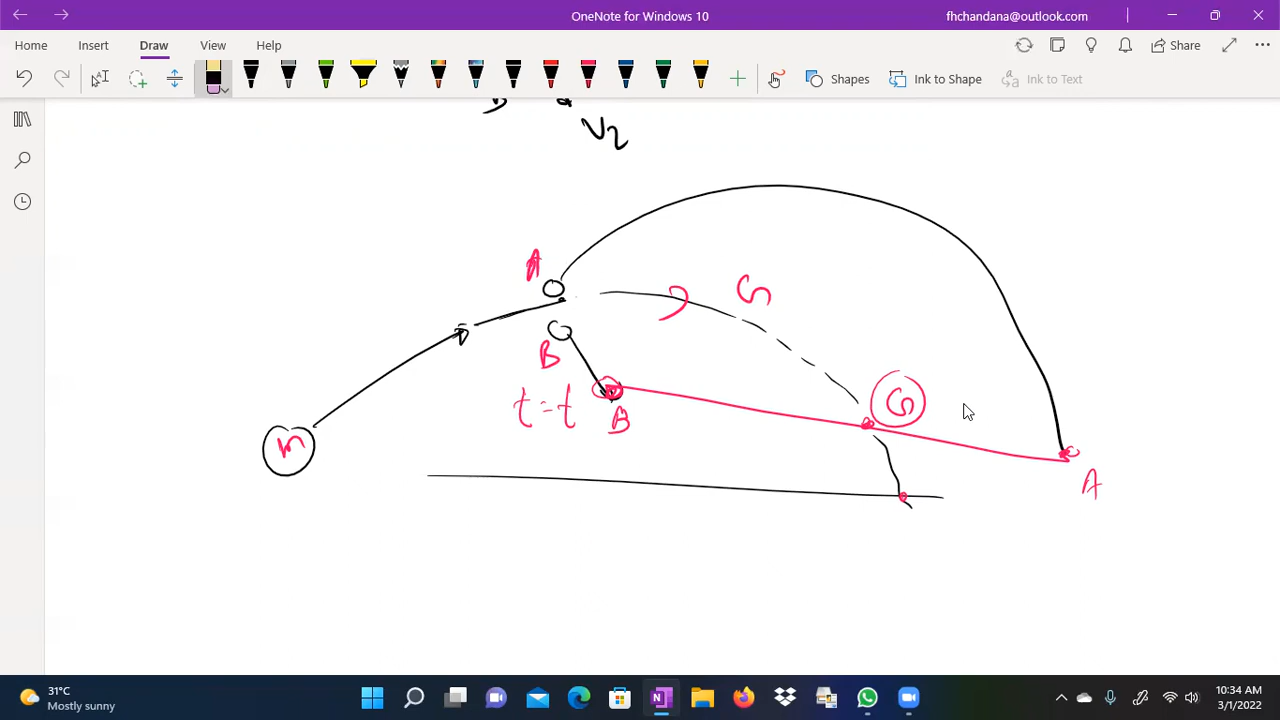 OneNote for Windows 10
fhchandana@outlook.com
Home
Insert
Draw
View
Help
Share
Shapes
Ink to Shape
Ink to Text
V2
A
G
B
t=t
B
G
m
A
31°C
Mostly sunny
10:34 AM
3/1/2022